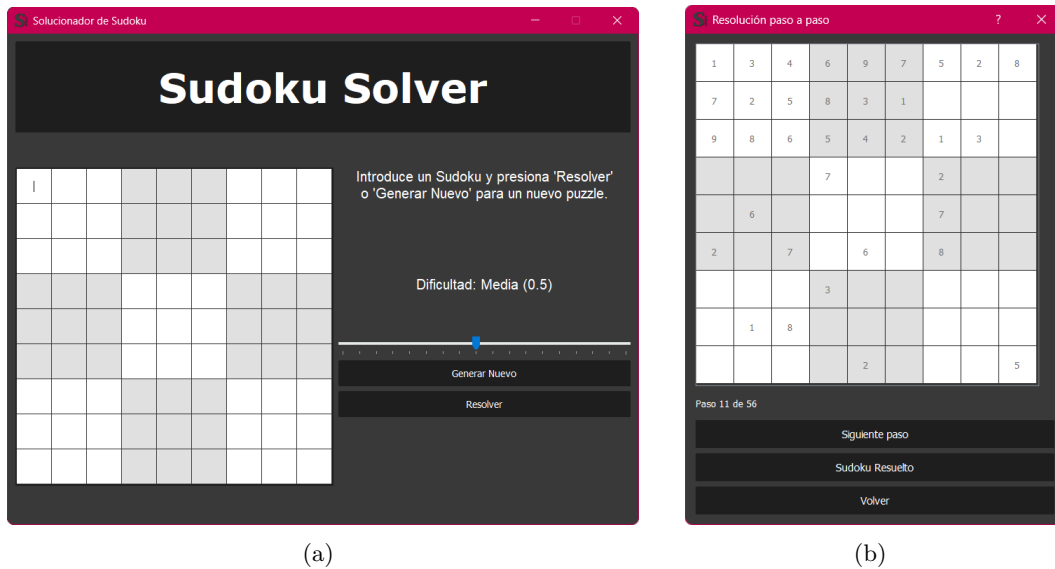 Solucionador de Sudoku
Sudoku Solver
Introduce un Sudoku y presiona 'Resolver'
o 'Generar Nuevo' para un nuevo puzzle.
Dificultad: Media (0.5)
Generar Nuevo
Resolver
(a)
Resolución paso a paso
1 3 4 6 9 7 5 2 8
7 2 5 8 3 1
9 8 6 5 4 2 1 3
7 2
6 7
2 7 6 8
3
1 8
2 5
Paso 11 de 56
Siguiente paso
Sudoku Resuelto
Volver
(b)